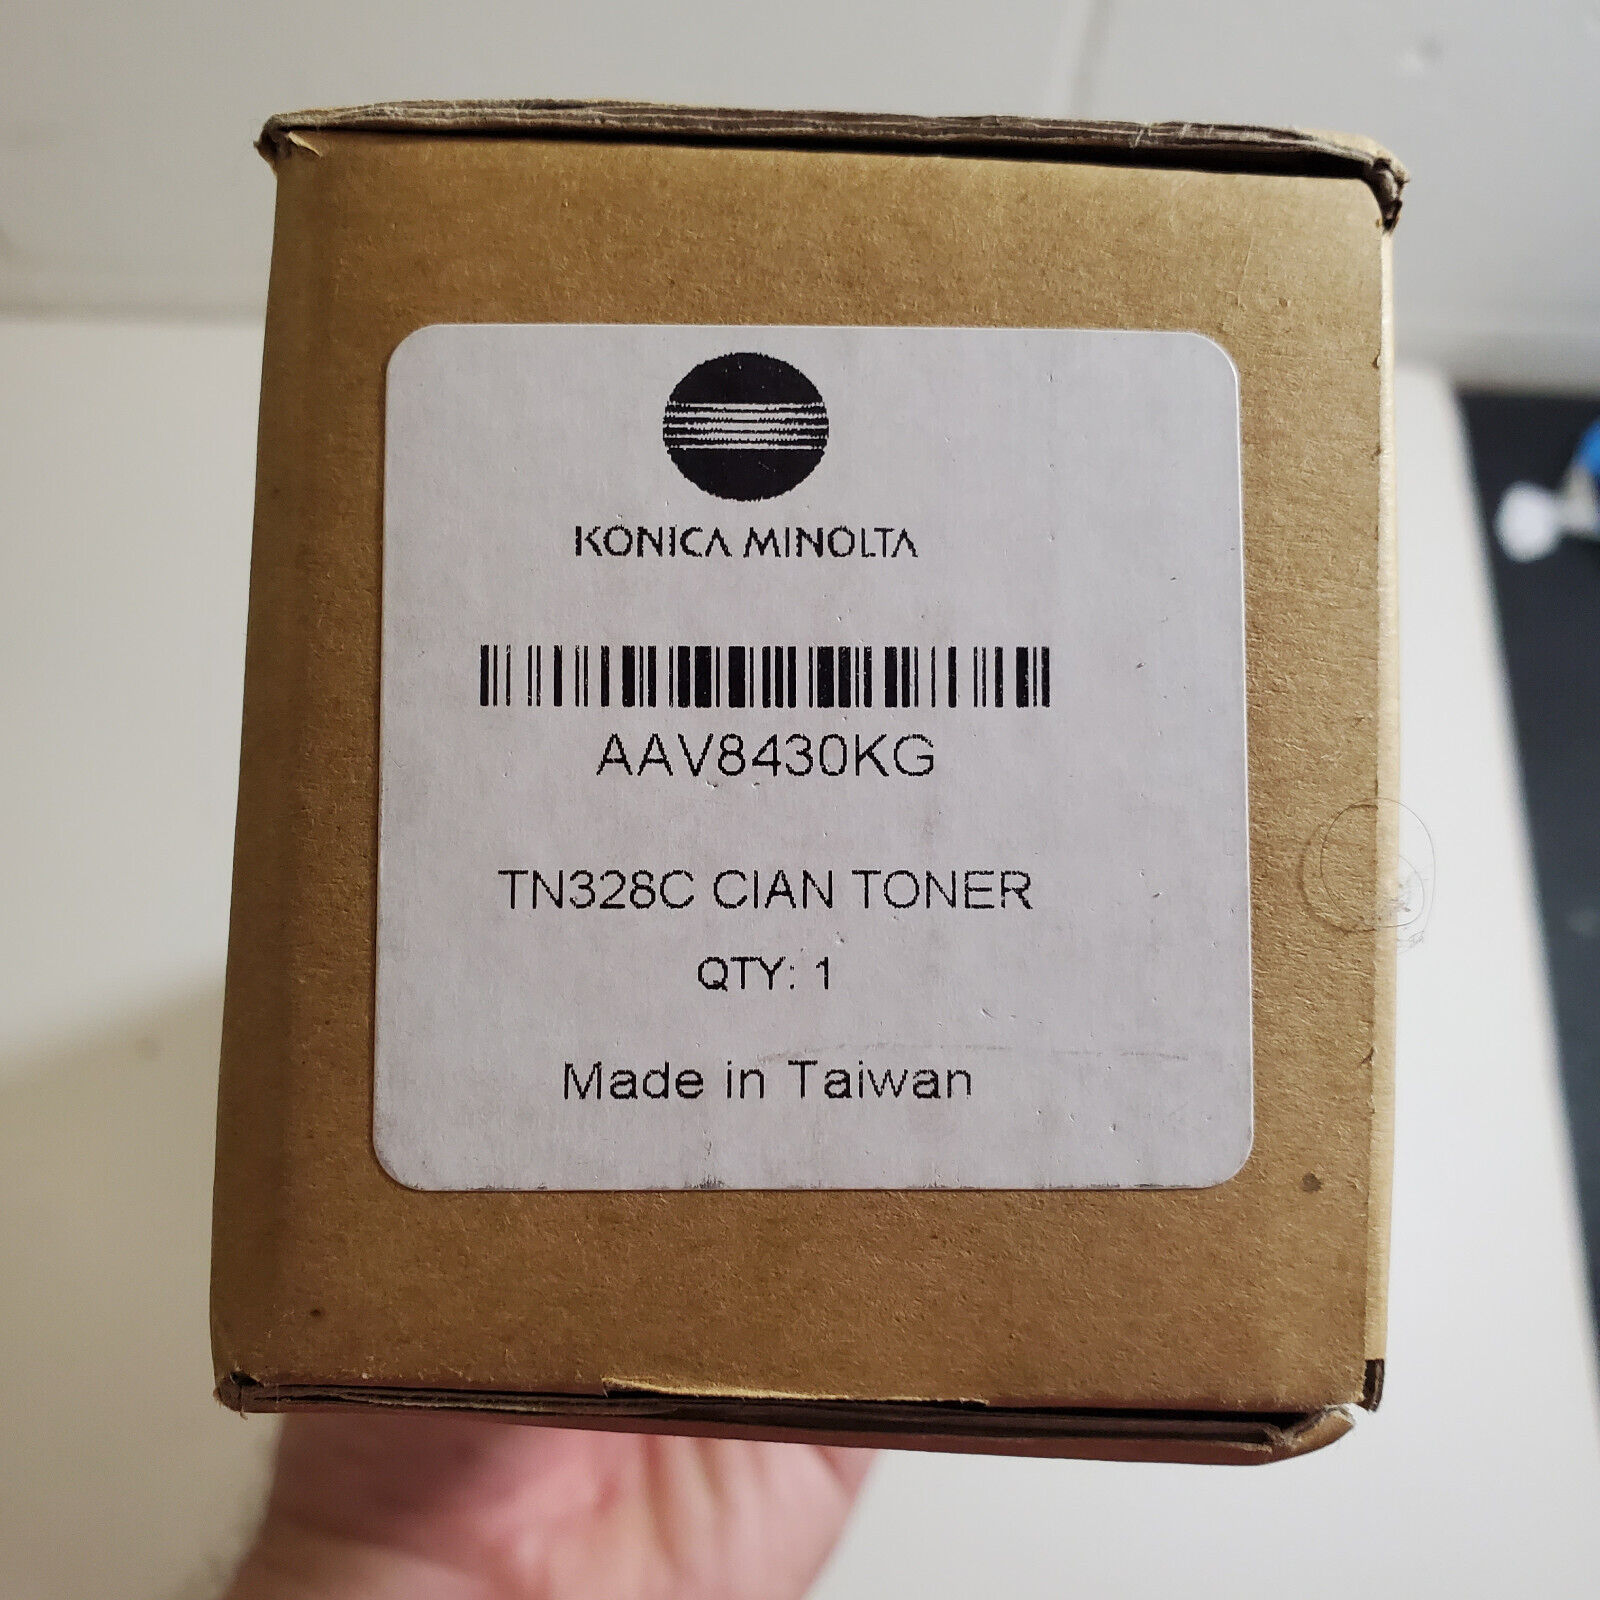 KONICA MINOLTA
AAV8430KG
TN328C CIAN TONER
QTY: 1
Made in Taiwan